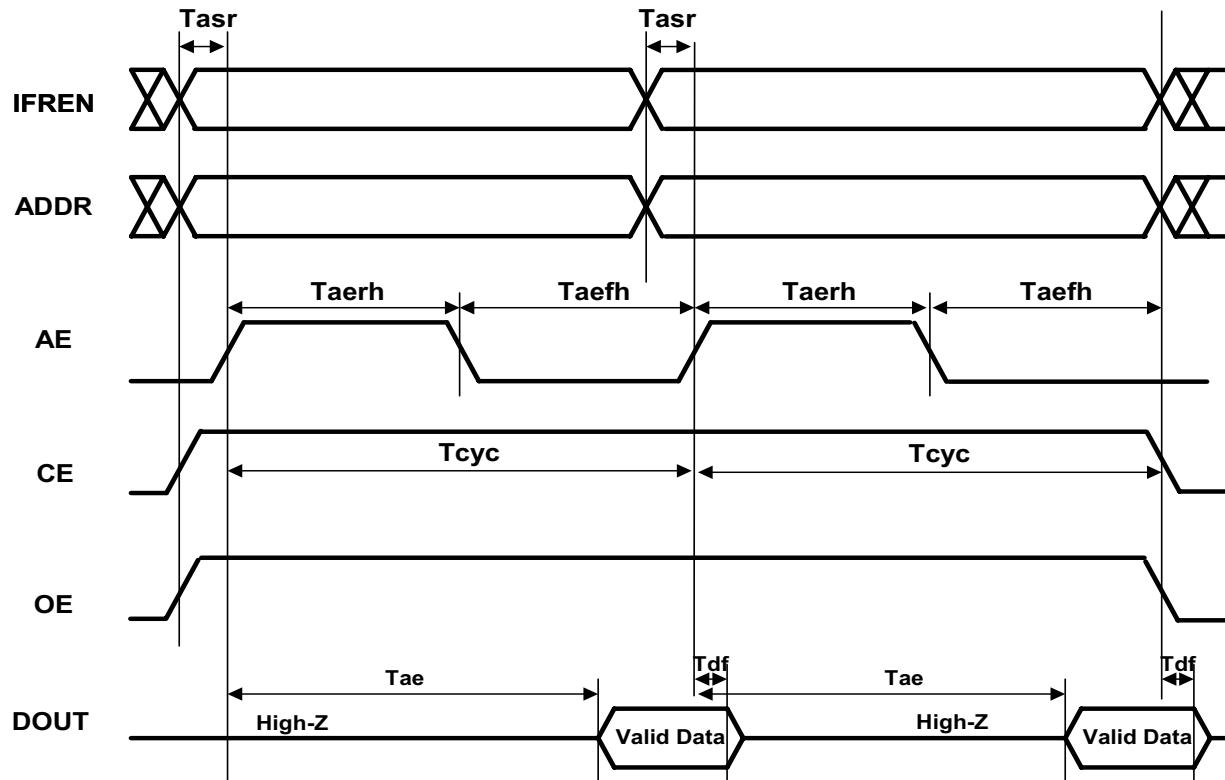 Tasr Tasr
IFREN
ADDR
Taerh Taefh Taerh Taefh
AE
Tcyc Tcyc
CE
OE
Tae Tdf Tae Tdf
DOUT High-Z Valid Data High-Z Valid Data